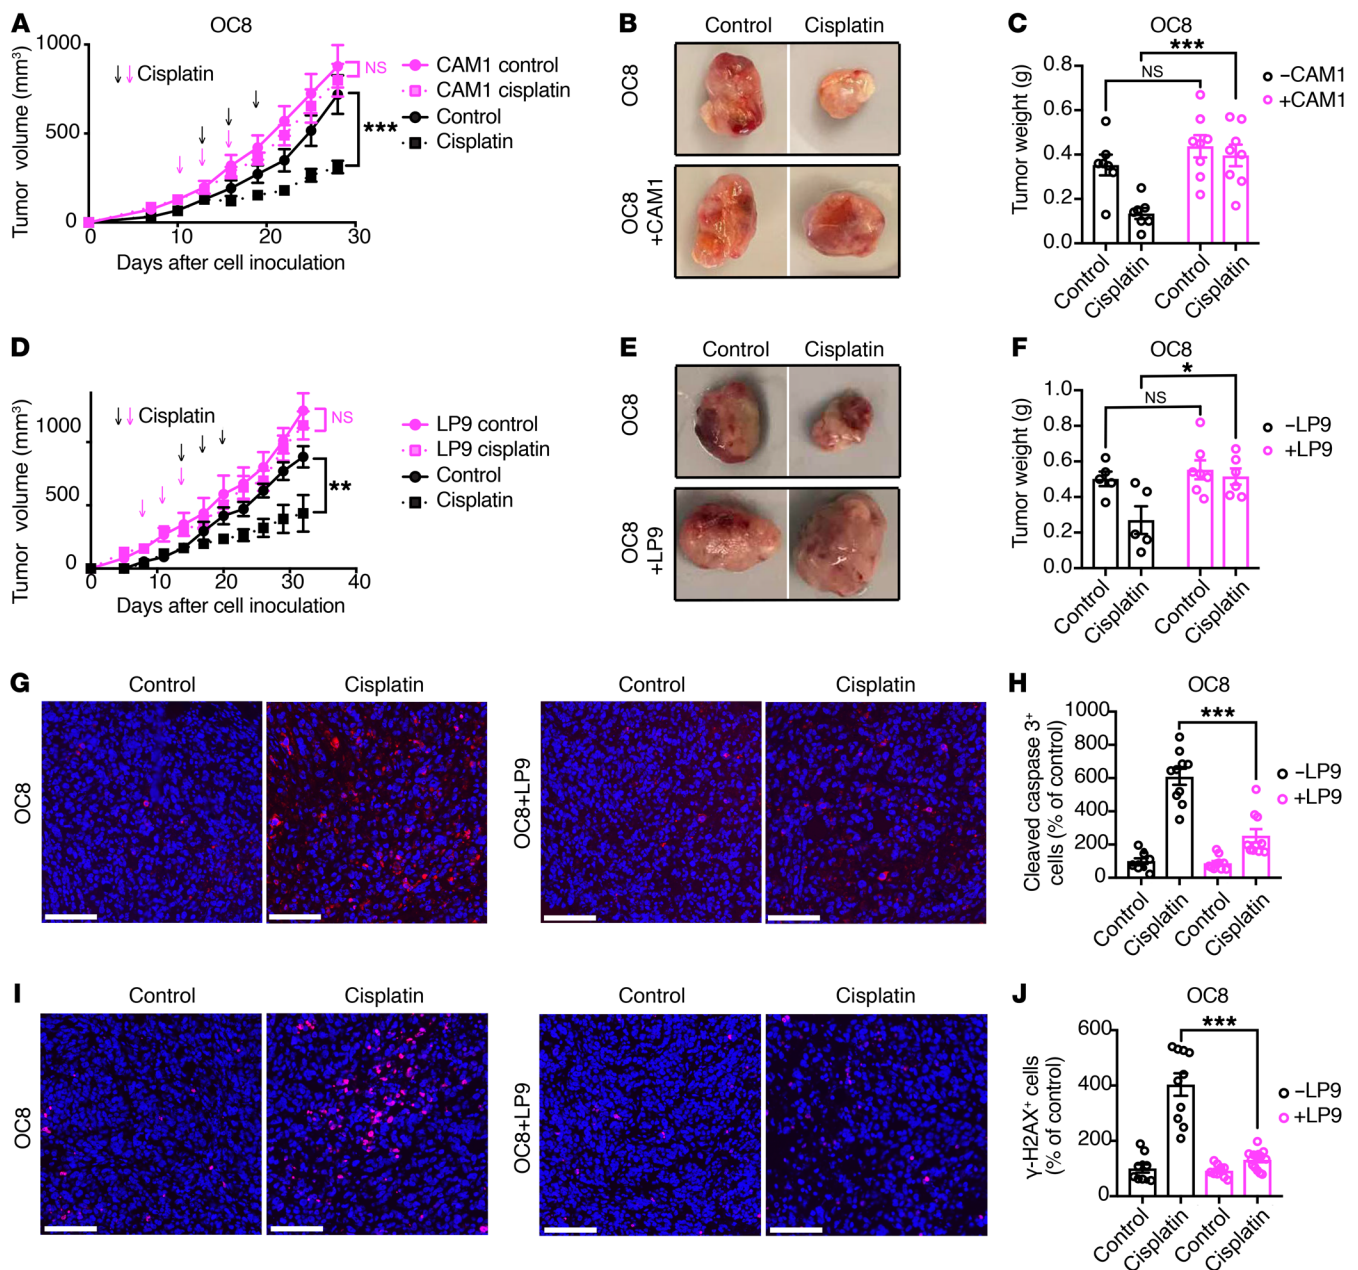 A
OC8
Tumor volume (mm³)
1000
500
0
0
10
20
30
Days after cell inoculation
↓↓ Cisplatin
CAM1 control
CAM1 cisplatin
Control
Cisplatin
NS
***
B
Control
Cisplatin
OC8
OC8
+CAM1
C
OC8
Tumor weight (g)
0.8
0.6
0.4
0.2
0.0
NS
***
Control
Cisplatin
Control
Cisplatin
−CAM1
+CAM1
D
Tumor volume (mm³)
1000
500
0
0
10
20
30
40
Days after cell inoculation
↓↓ Cisplatin
LP9 control
LP9 cisplatin
Control
Cisplatin
NS
**
E
Control
Cisplatin
OC8
OC8
+LP9
F
OC8
Tumor weight (g)
1.0
0.8
0.6
0.4
0.2
0.0
NS
*
Control
Cisplatin
Control
Cisplatin
−LP9
+LP9
G
Control
Cisplatin
Control
Cisplatin
OC8
OC8+LP9
H
OC8
Cleaved caspase 3⁺
cells (% of control)
1000
800
600
400
200
0
***
Control
Cisplatin
Control
Cisplatin
−LP9
+LP9
I
Control
Cisplatin
Control
Cisplatin
OC8
OC8+LP9
J
OC8
γ-H2AX⁺ cells
(% of control)
600
400
200
0
***
Control
Cisplatin
Control
Cisplatin
−LP9
+LP9